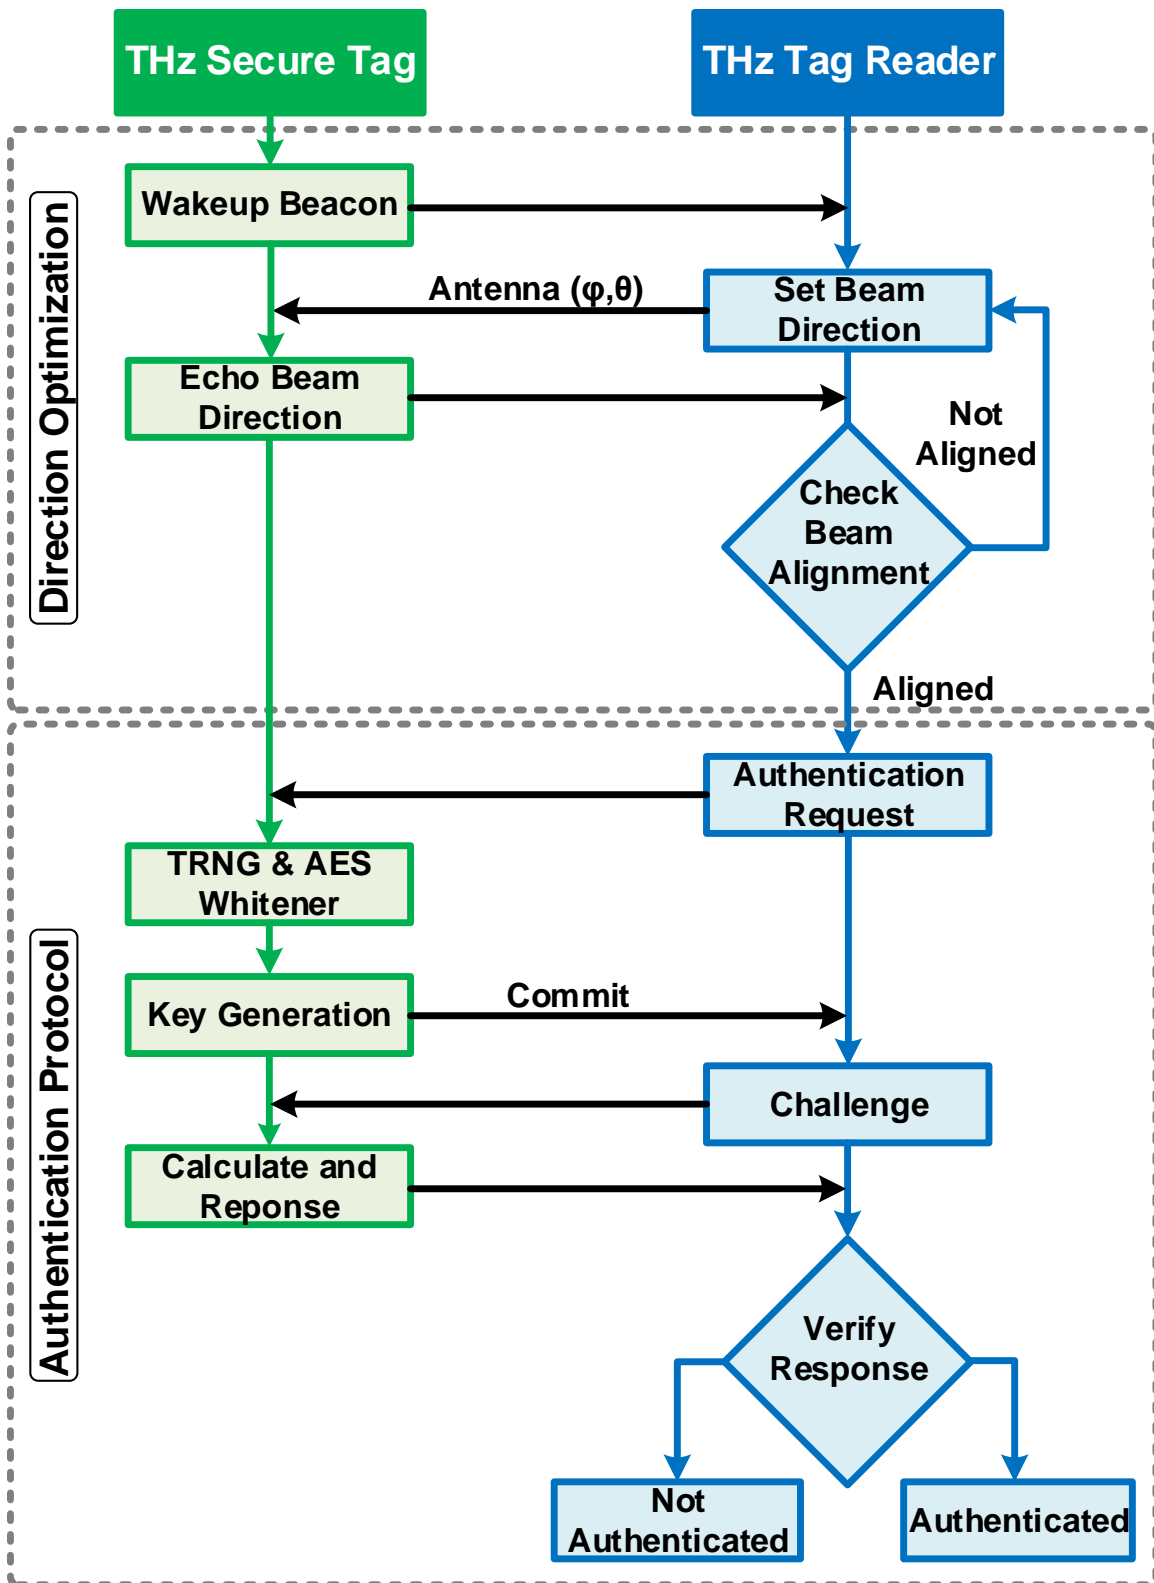 THz Secure Tag
THz Tag Reader
Direction Optimization
Wakeup Beacon
Antenna (φ,θ)
Set Beam
Direction
Echo Beam
Direction
Not
Aligned
Check
Beam
Alignment
Aligned
Authentication Protocol
Authentication
Request
TRNG & AES
Whitener
Key Generation
Commit
Challenge
Calculate and
Reponse
Verify
Response
Not
Authenticated
Authenticated